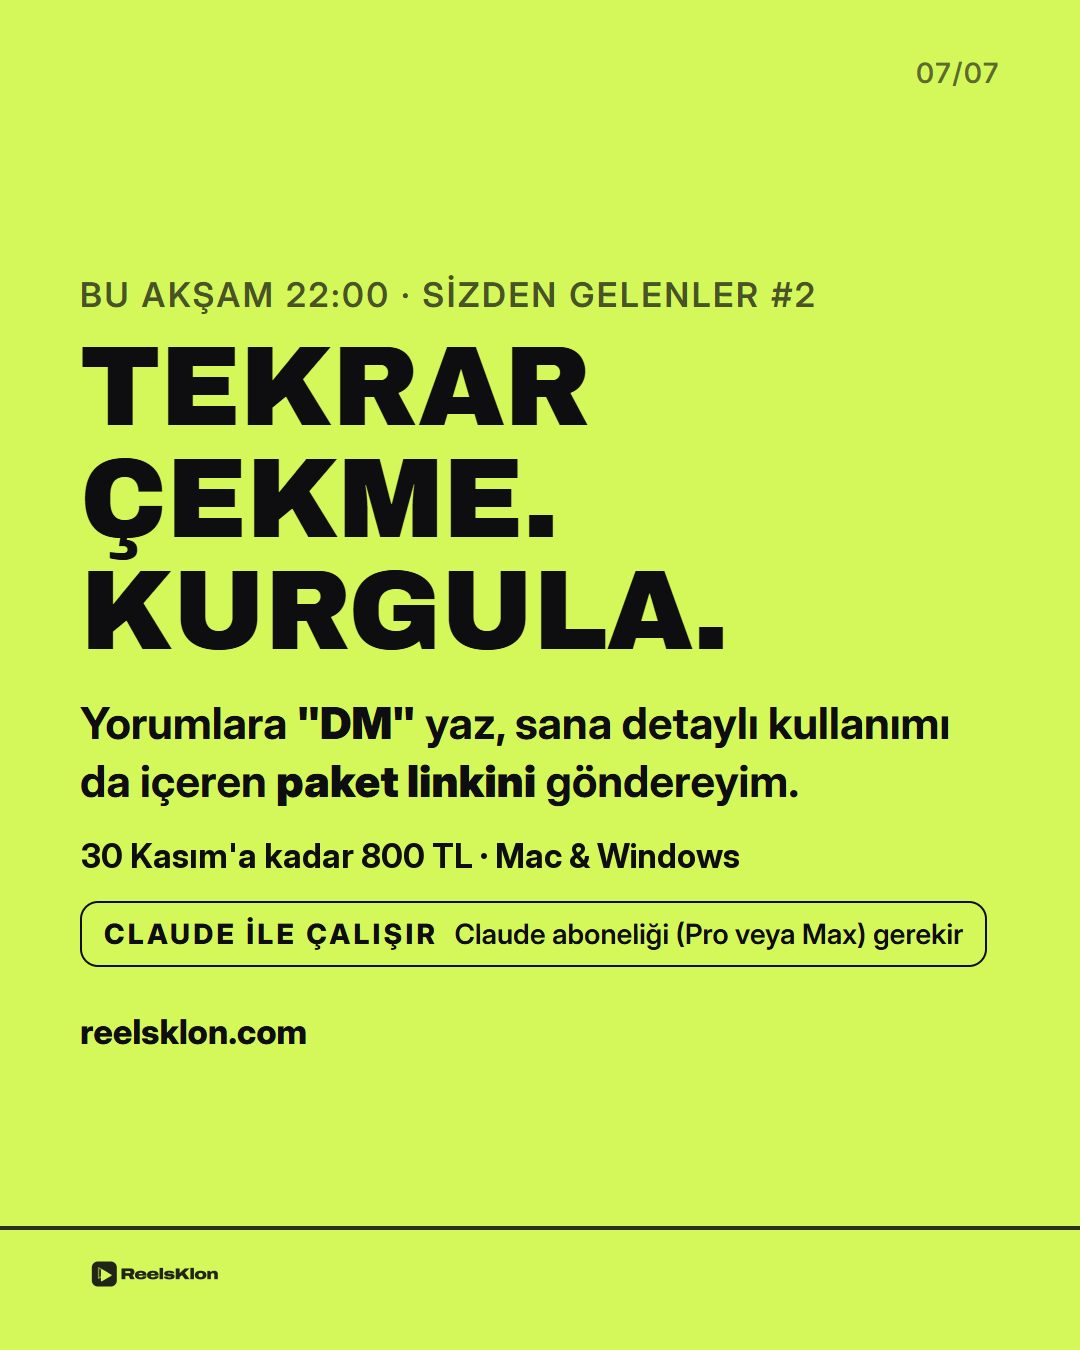 07/07
BU AKŞAM 22:00 · SİZDEN GELENLER #2
TEKRAR
ÇEKME.
KURGULA.
Yorumlara "DM" yaz, sana detaylı kullanımı
da içeren paket linkini göndereyim.
30 Kasım'a kadar 800 TL · Mac & Windows
CLAUDE İLE ÇALIŞIR Claude aboneliği (Pro veya Max) gerekir
reelsklon.com
ReelsKlon